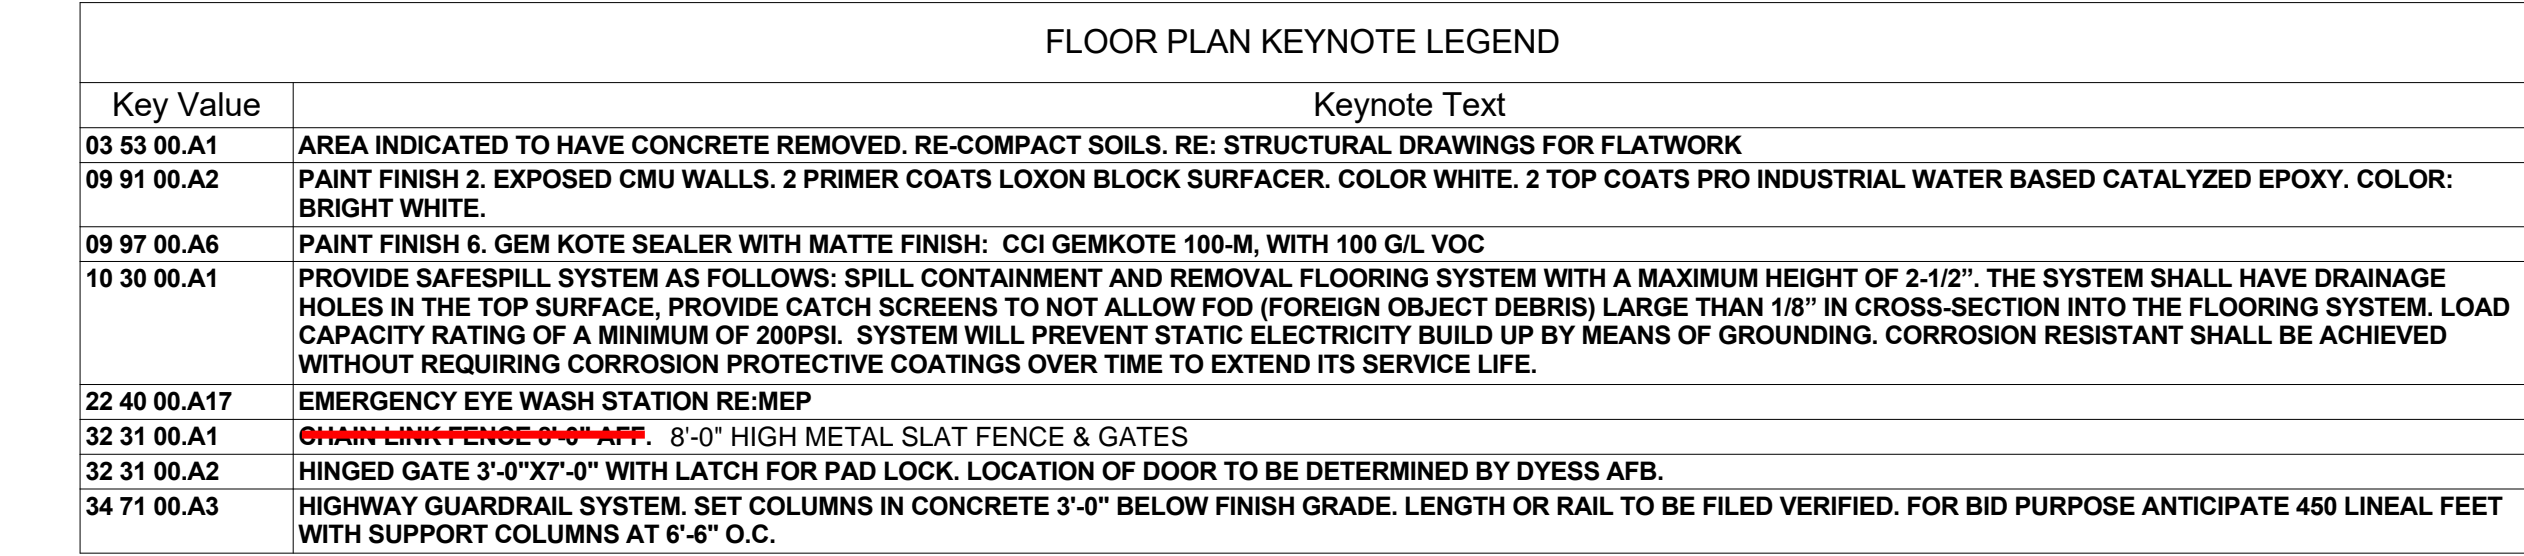 FLOOR PLAN KEYNOTE LEGEND
Key Value Keynote Text
03 53 00.A1 AREA INDICATED TO HAVE CONCRETE REMOVED. RE-COMPACT SOILS. RE: STRUCTURAL DRAWINGS FOR FLATWORK
09 91 00.A2 PAINT FINISH 2. EXPOSED CMU WALLS. 2 PRIMER COATS LOXON BLOCK SURFACER. COLOR WHITE. 2 TOP COATS PRO INDUSTRIAL WATER BASED CATALYZED EPOXY. COLOR:
BRIGHT WHITE.
09 97 00.A6 PAINT FINISH 6. GEM KOTE SEALER WITH MATTE FINISH: CCI GEMKOTE 100-M, WITH 100 G/L VOC
10 30 00.A1 PROVIDE SAFESPILL SYSTEM AS FOLLOWS: SPILL CONTAINMENT AND REMOVAL FLOORING SYSTEM WITH A MAXIMUM HEIGHT OF 2-1/2”. THE SYSTEM SHALL HAVE DRAINAGE
HOLES IN THE TOP SURFACE, PROVIDE CATCH SCREENS TO NOT ALLOW FOD (FOREIGN OBJECT DEBRIS) LARGE THAN 1/8” IN CROSS-SECTION INTO THE FLOORING SYSTEM. LOAD
CAPACITY RATING OF A MINIMUM OF 200PSI. SYSTEM WILL PREVENT STATIC ELECTRICITY BUILD UP BY MEANS OF GROUNDING. CORROSION RESISTANT SHALL BE ACHIEVED
WITHOUT REQUIRING CORROSION PROTECTIVE COATINGS OVER TIME TO EXTEND ITS SERVICE LIFE.
22 40 00.A17 EMERGENCY EYE WASH STATION RE:MEP
32 31 00.A1 CHAIN LINK FENCE 8'-0" AFF. 8'-0" HIGH METAL SLAT FENCE & GATES
32 31 00.A2 HINGED GATE 3'-0"X7'-0" WITH LATCH FOR PAD LOCK. LOCATION OF DOOR TO BE DETERMINED BY DYESS AFB.
34 71 00.A3 HIGHWAY GUARDRAIL SYSTEM. SET COLUMNS IN CONCRETE 3'-0" BELOW FINISH GRADE. LENGTH OR RAIL TO BE FILED VERIFIED. FOR BID PURPOSE ANTICIPATE 450 LINEAL FEET
WITH SUPPORT COLUMNS AT 6'-6" O.C.